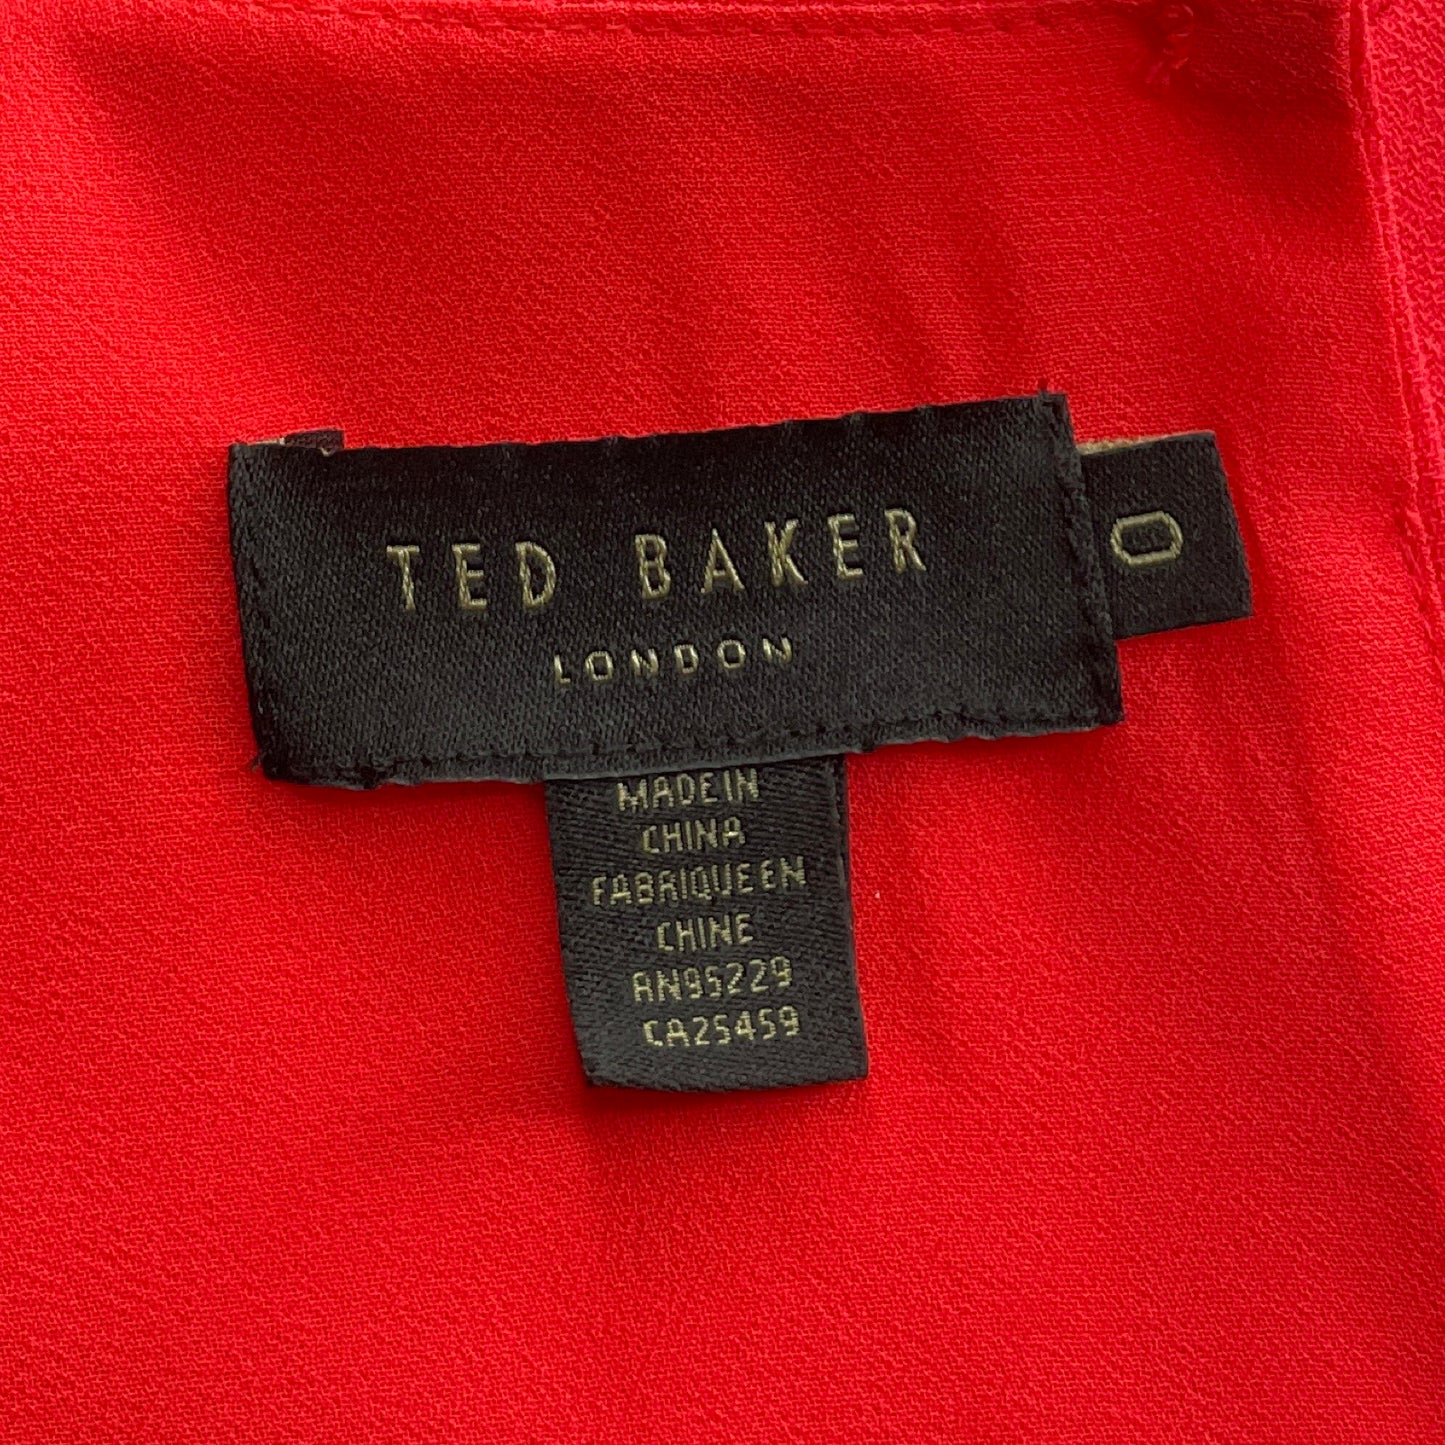 TED BAKER
LONDON
0
MADE IN
CHINA
FABRIQUE EN
CHINE
RN95229
CA25459